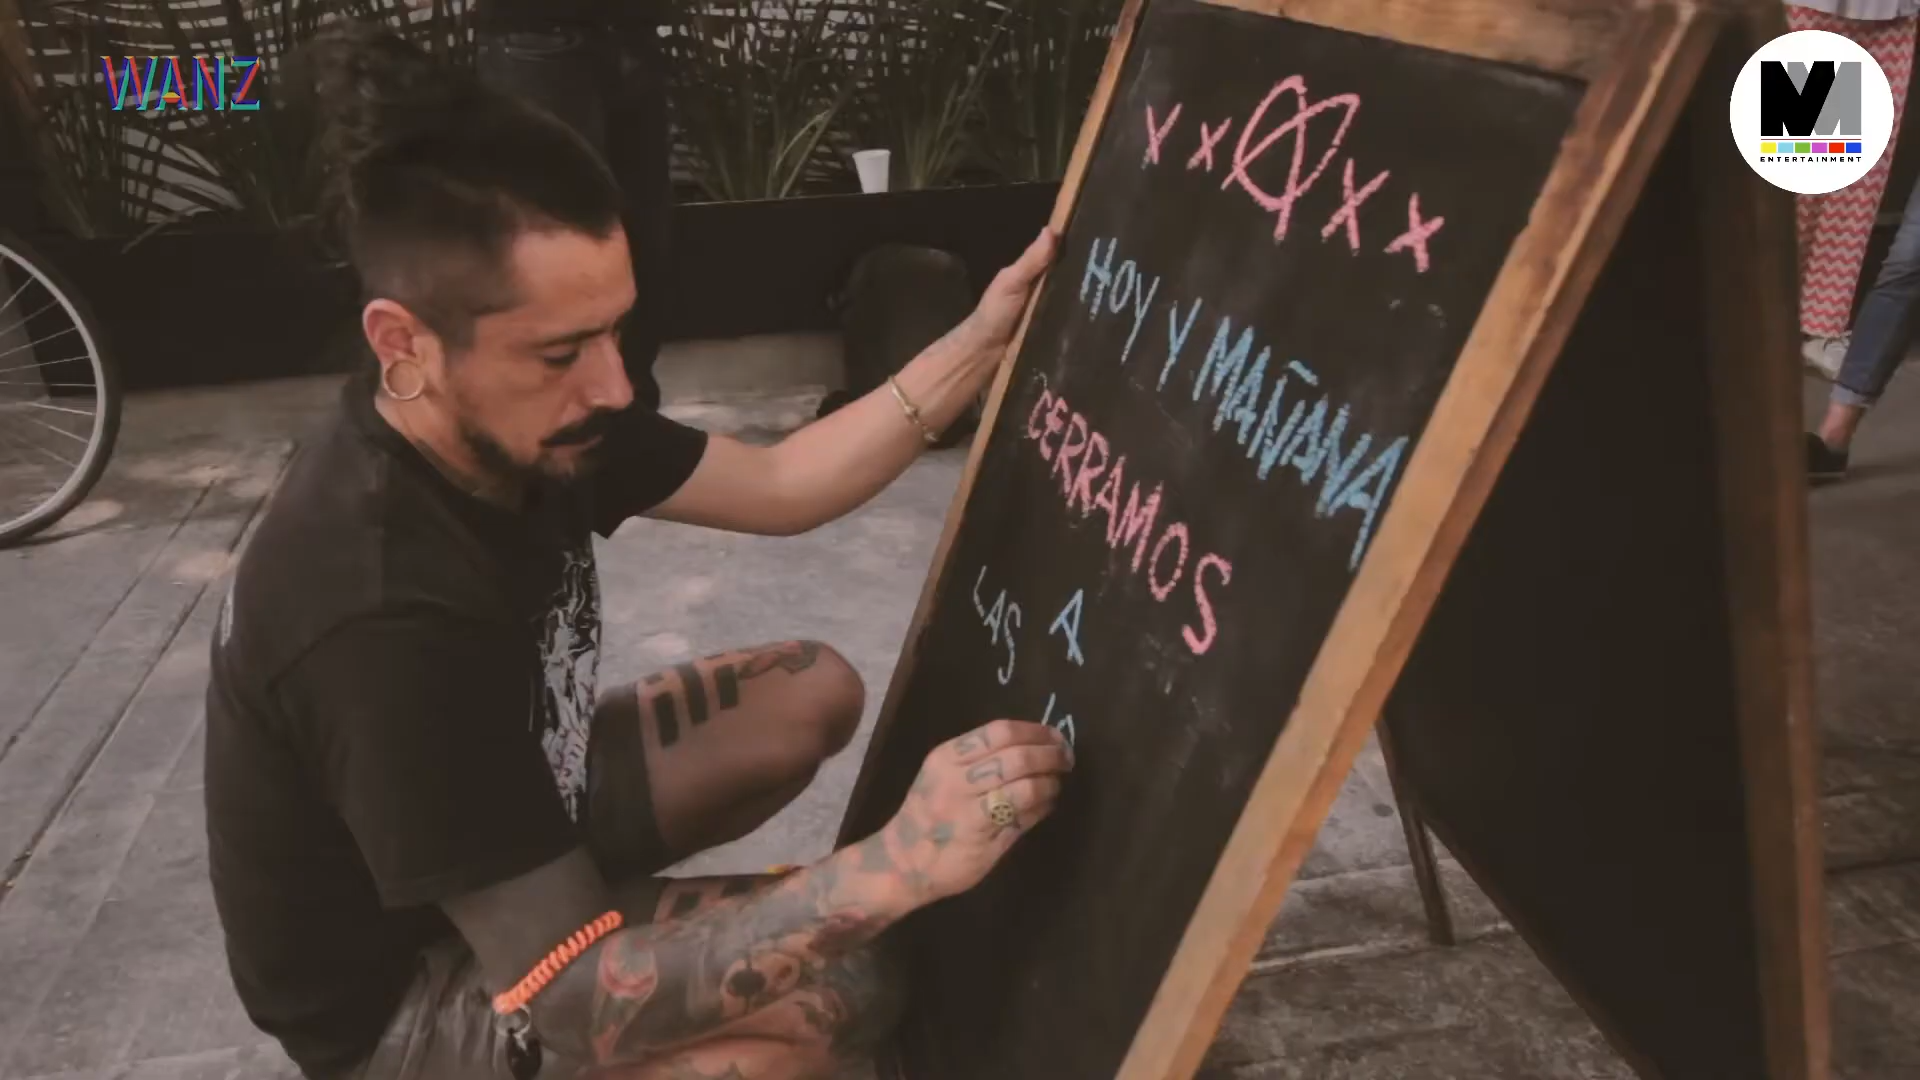 WANZ
ENTERTAINMENT
X X A X X
HOY Y MAÑANA
CERRAMOS
A
LAS